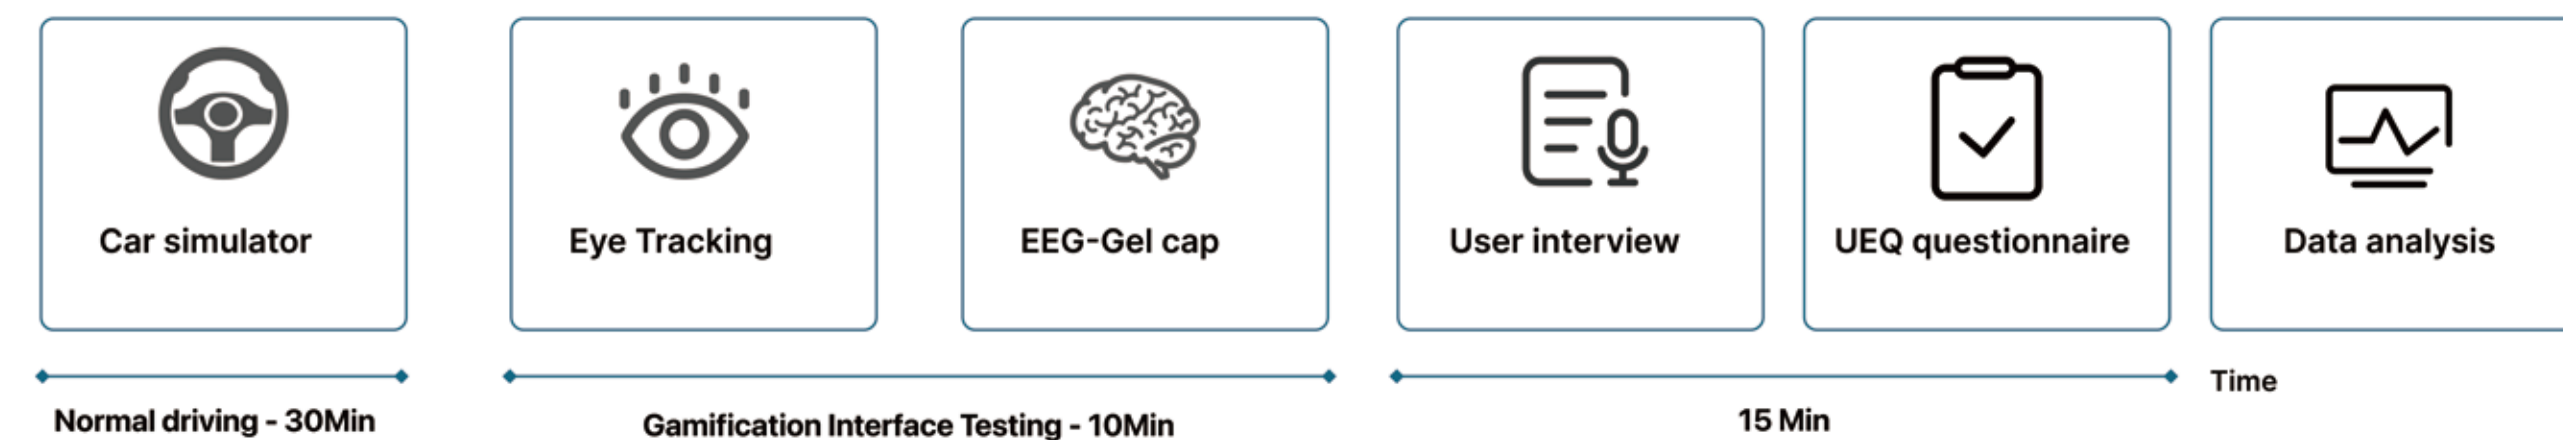 Car simulator
Eye Tracking
EEG-Gel cap
User interview
UEQ questionnaire
Data analysis
Normal driving - 30Min
Gamification Interface Testing - 10Min
15 Min
Time